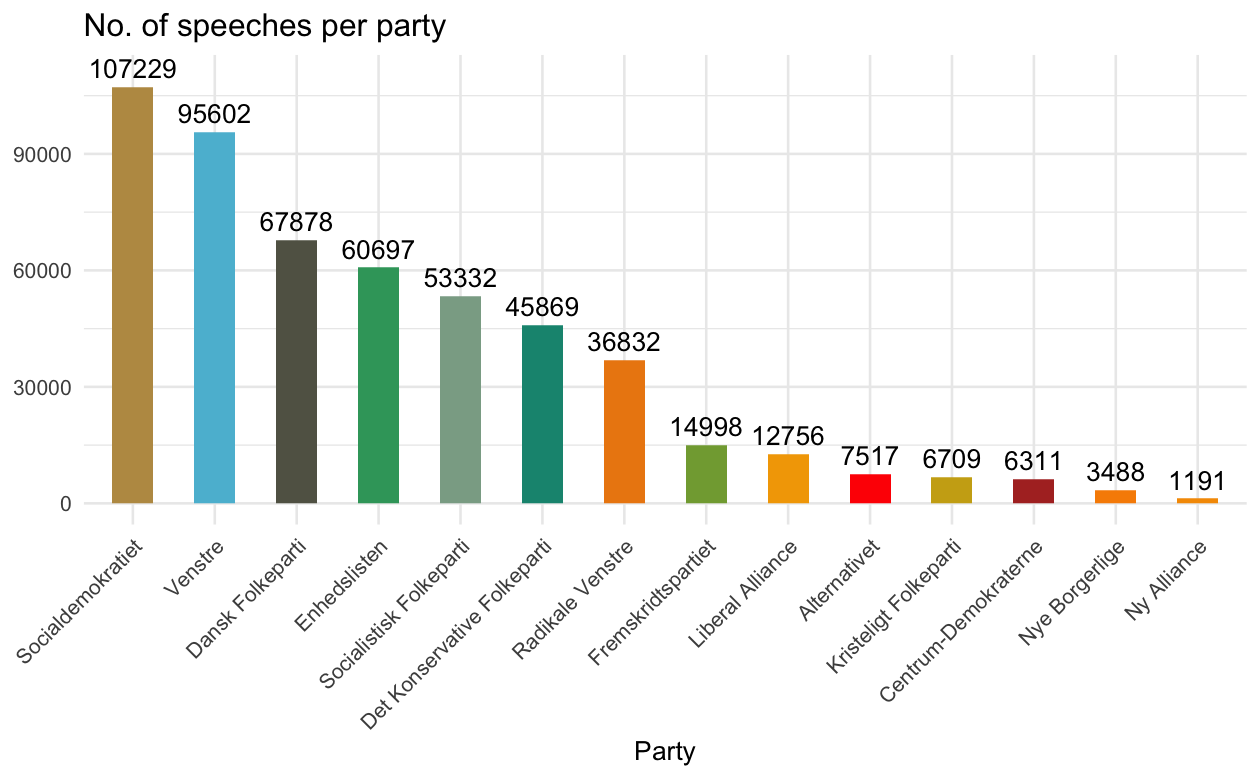 No. of speeches per party
107229
95602
67878
60697
53332
45869
36832
14998
12756
7517
6709
6311
3488
1191
90000
60000
30000
0
Socialdemokratiet
Venstre
Dansk Folkeparti
Enhedslisten
Socialistisk Folkeparti
Det Konservative Folkeparti
Radikale Venstre
Fremskridtspartiet
Liberal Alliance
Alternativet
Kristeligt Folkeparti
Centrum-Demokraterne
Nye Borgerlige
Ny Alliance
Party